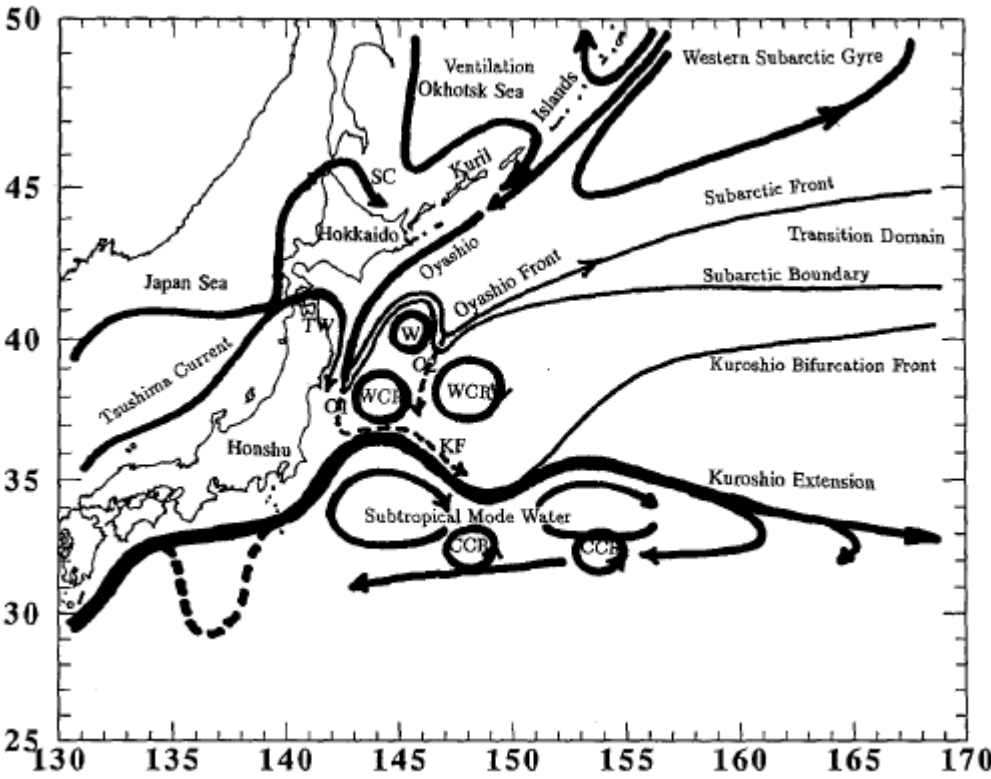 50
Ventilation
Okhotsk Sea
Islands
Western Subarctic Gyre
Kuril
SC
45
Subarctic Front
Hokkaido
Transition Domain
Oyashio
Oyashio Front
Japan Sea
Subarctic Boundary
TW
W
40
Kuroshio Bifurcation Front
O2
Tsushima Current
WCR
WCR
O1
KF
Honshu
35
Kuroshio Extension
Subtropical Mode Water
CCR
CCR
30
25
130 135 140 145 150 155 160 165 170